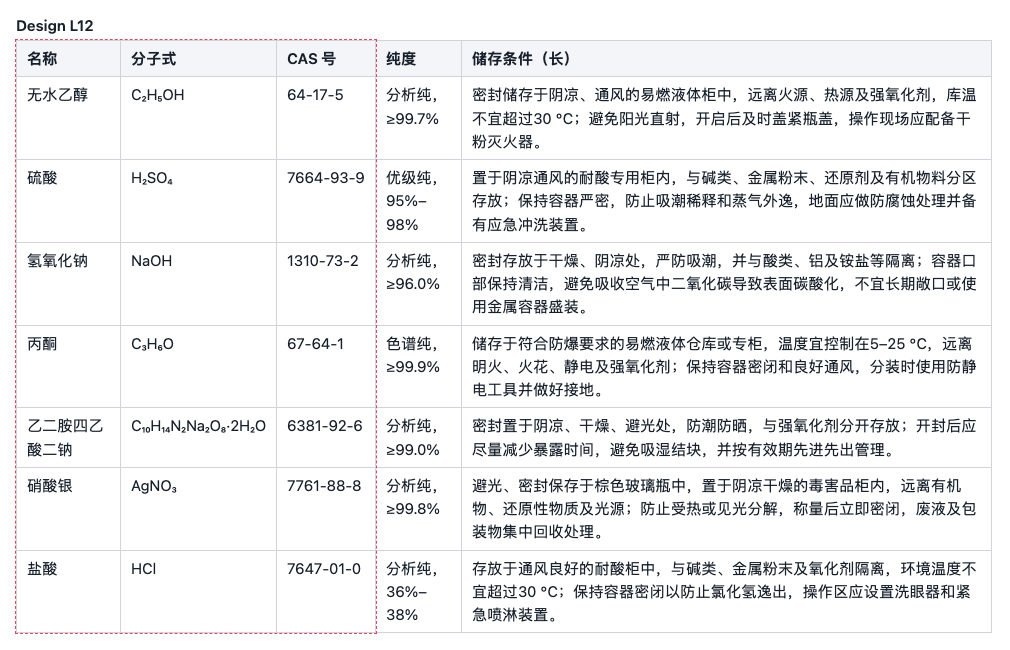 Design L12
名称 分子式 CAS 号 纯度 储存条件（长）
无水乙醇 C₂H₅OH 64-17-5 分析纯， 密封储存于阴凉、通风的易燃液体柜中，远离火源、热源及强氧化剂，库温
≥99.7% 不宜超过30 °C；避免阳光直射，开启后及时盖紧瓶盖，操作现场应配备干
粉灭火器。
硫酸 H₂SO₄ 7664-93-9 优级纯， 置于阴凉通风的耐酸专用柜内，与碱类、金属粉末、还原剂及有机物料分区
95%– 存放；保持容器严密，防止吸潮稀释和蒸气外逸，地面应做防腐蚀处理并备
98% 有应急冲洗装置。
氢氧化钠 NaOH 1310-73-2 分析纯， 密封存放于干燥、阴凉处，严防吸潮，并与酸类、铝及铵盐等隔离；容器口
≥96.0% 部保持清洁，避免吸收空气中二氧化碳导致表面碳酸化，不宜长期敞口或使
用金属容器盛装。
丙酮 C₃H₆O 67-64-1 色谱纯， 储存于符合防爆要求的易燃液体仓库或专柜，温度宜控制在5–25 °C，远离
≥99.9% 明火、火花、静电及强氧化剂；保持容器密闭和良好通风，分装时使用防静
电工具并做好接地。
乙二胺四乙 C₁₀H₁₄N₂Na₂O₈·2H₂O 6381-92-6 分析纯， 密封置于阴凉、干燥、避光处，防潮防晒，与强氧化剂分开存放；开封后应
酸二钠 ≥99.0% 尽量减少暴露时间，避免吸湿结块，并按有效期先进先出管理。
硝酸银 AgNO₃ 7761-88-8 分析纯， 避光、密封保存于棕色玻璃瓶中，置于阴凉干燥的毒害品柜内，远离有机
≥99.8% 物、还原性物质及光源；防止受热或见光分解，称量后立即密闭，废液及包
装物集中回收处理。
盐酸 HCl 7647-01-0 分析纯， 存放于通风良好的耐酸柜中，与碱类、金属粉末及氧化剂隔离，环境温度不
36%– 宜超过30 °C；保持容器密闭以防止氯化氢逸出，操作区应设置洗眼器和紧
38% 急喷淋装置。